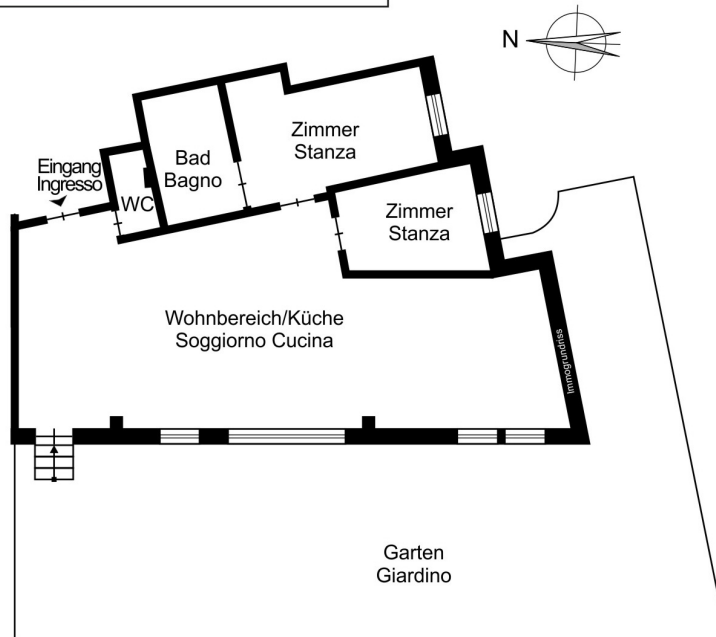 N
Zimmer
Stanza
Bad
Bagno
Eingang
Ingresso
WC
Zimmer
Stanza
Wohnbereich/Küche
Soggiorno Cucina
Immogrundriss
Garten
Giardino